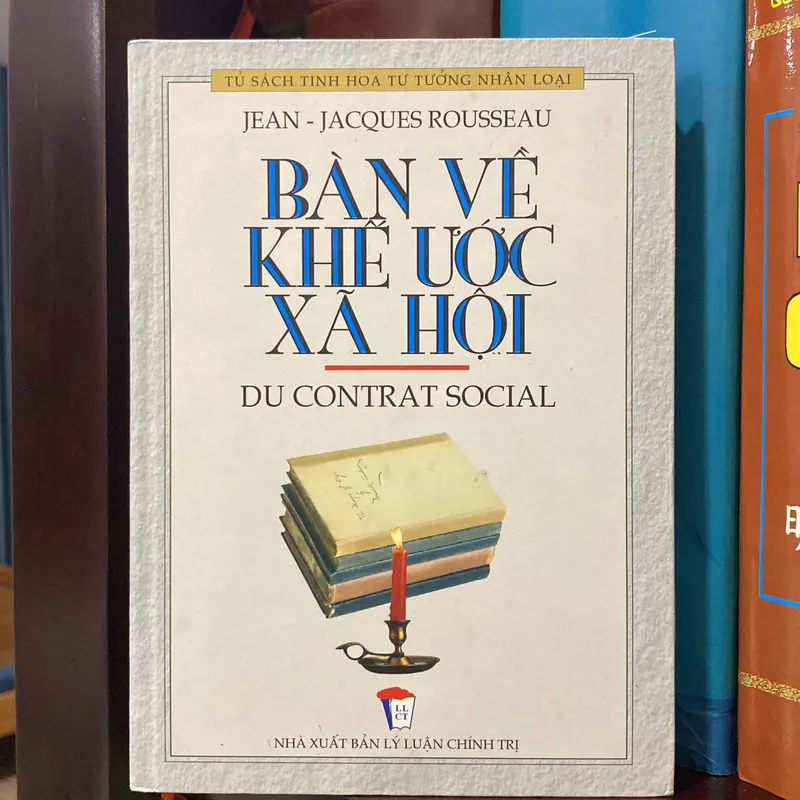 TỦ SÁCH TINH HOA TƯ TƯỞNG NHÂN LOẠI
JEAN - JACQUES ROUSSEAU
BÀN VỀ
KHẾ ƯỚC
XÃ HỘI
DU CONTRAT SOCIAL
LL
CT
NHÀ XUẤT BẢN LÝ LUẬN CHÍNH TRỊ